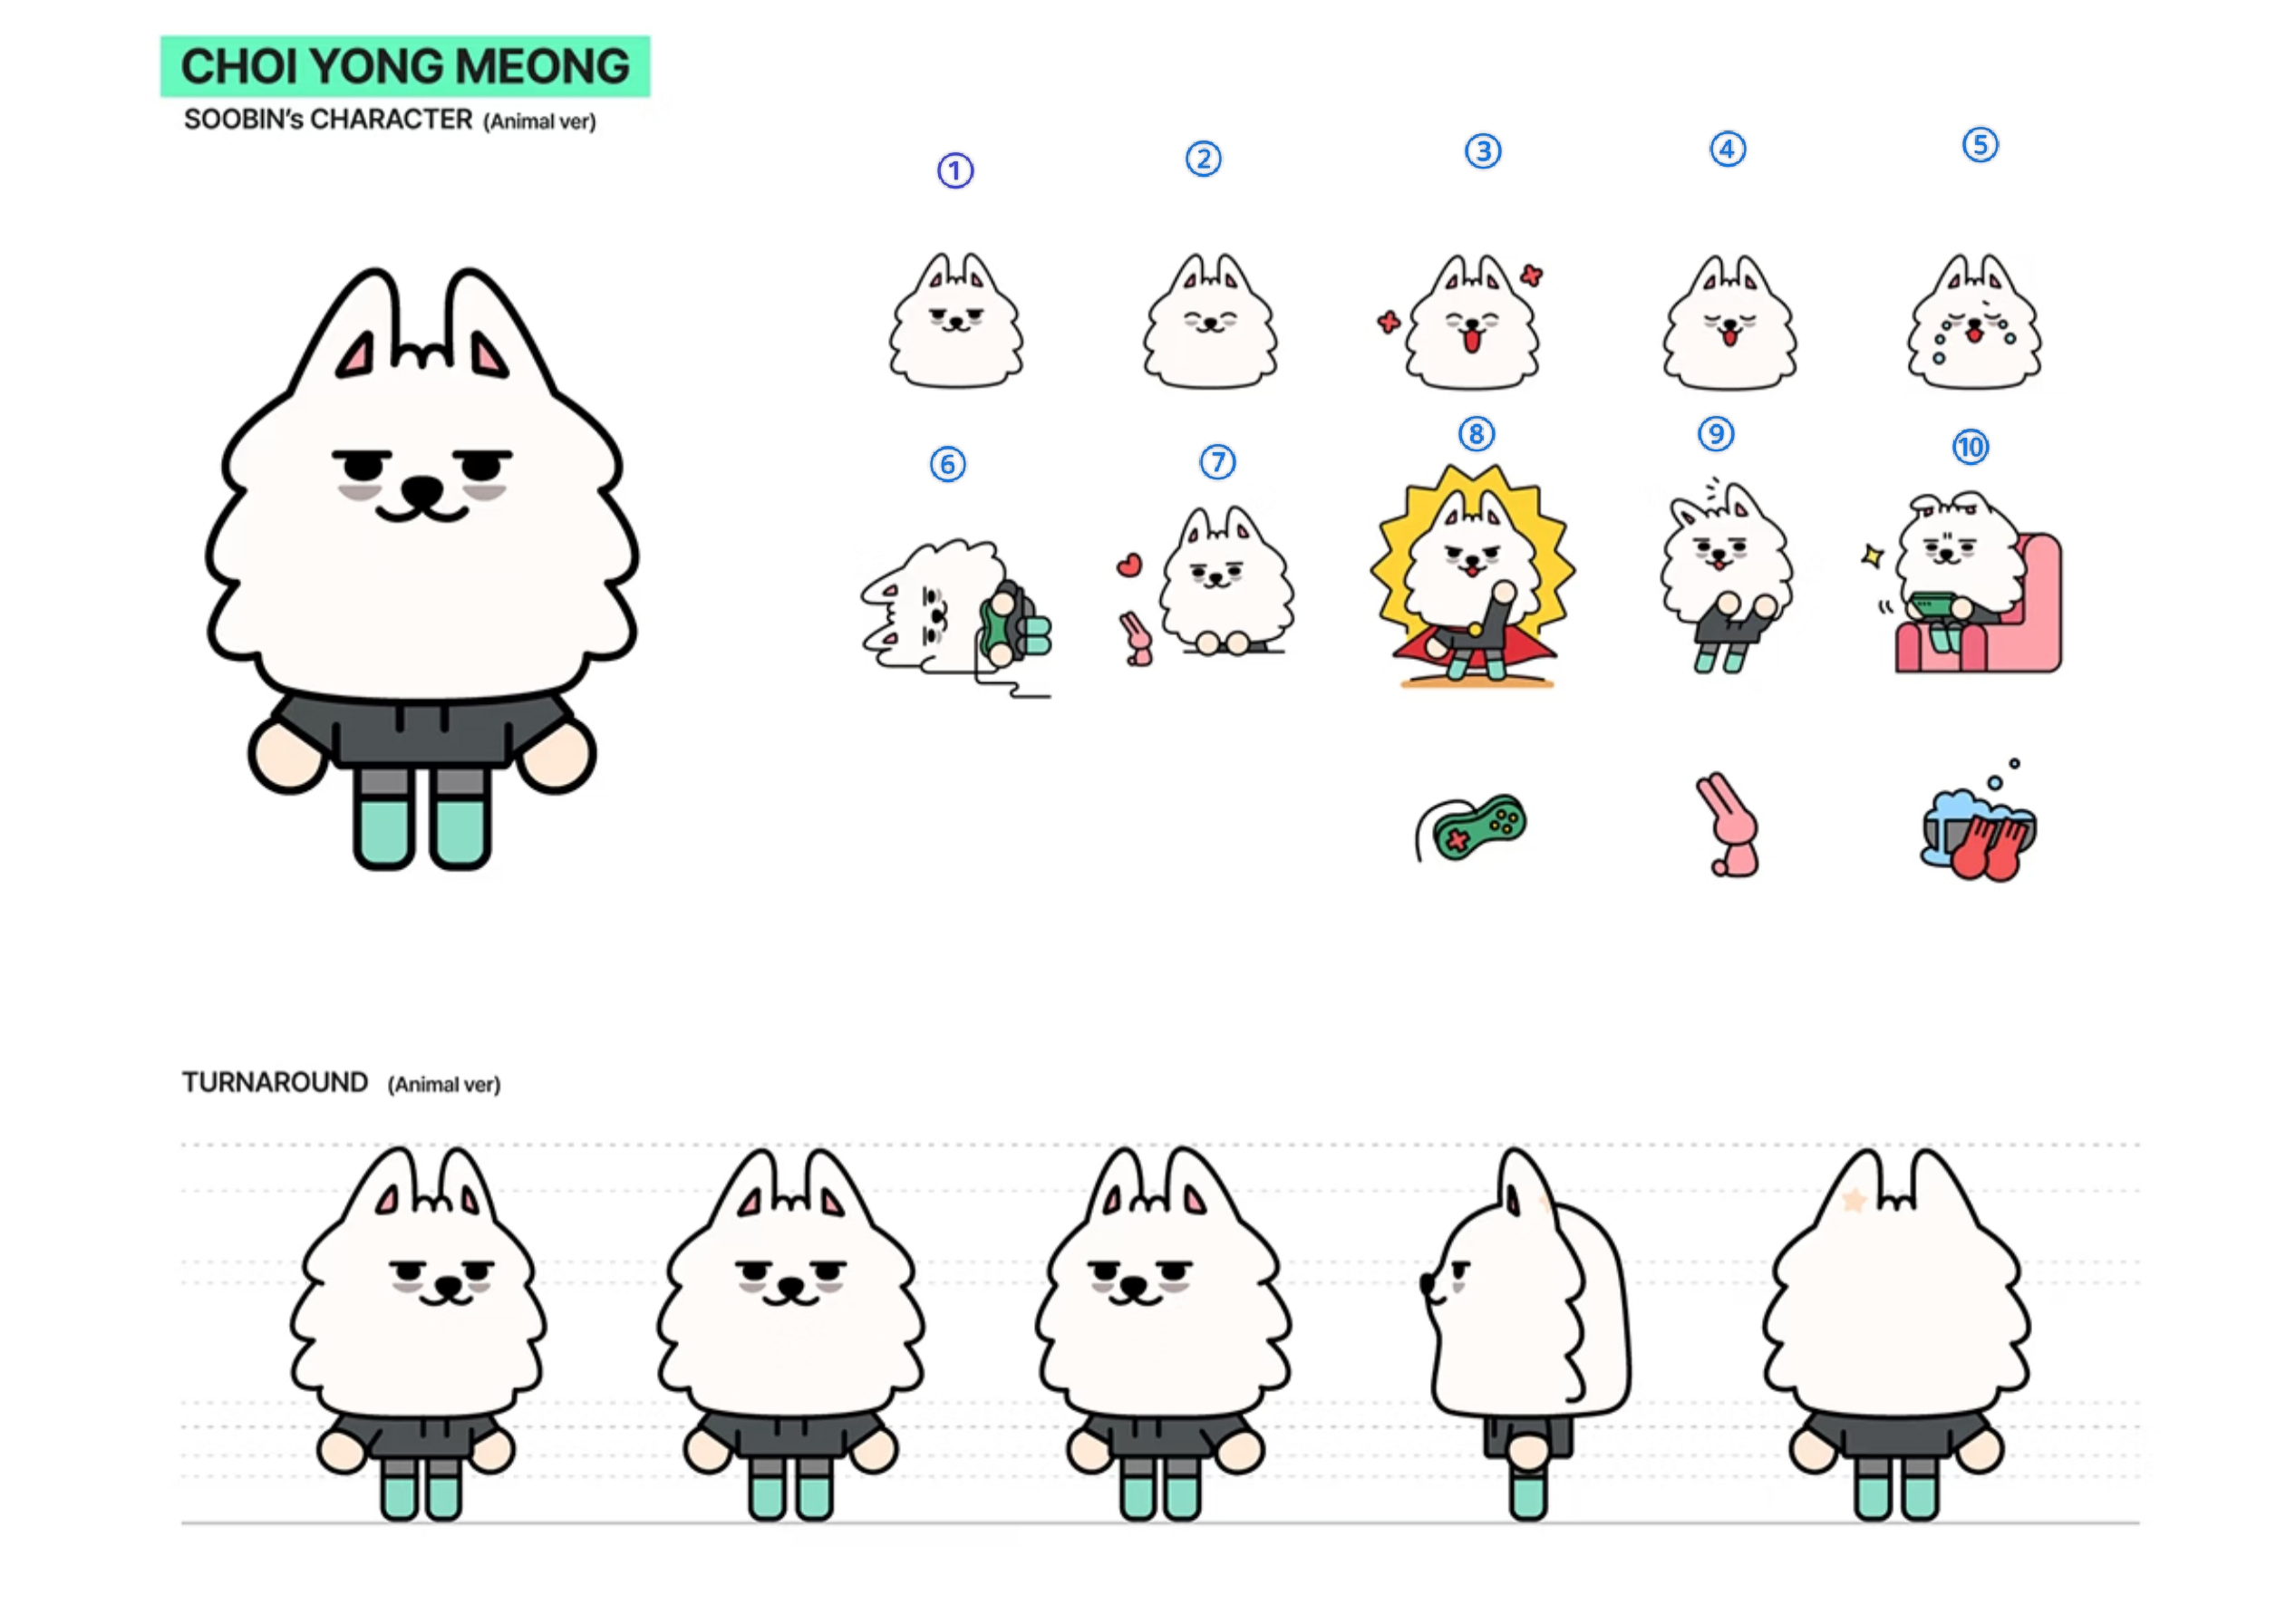 CHOI YONG MEONG
SOOBIN's CHARACTER (Animal ver)
① ② ③ ④ ⑤
⑥ ⑦ ⑧ ⑨ ⑩
TURNAROUND (Animal ver)